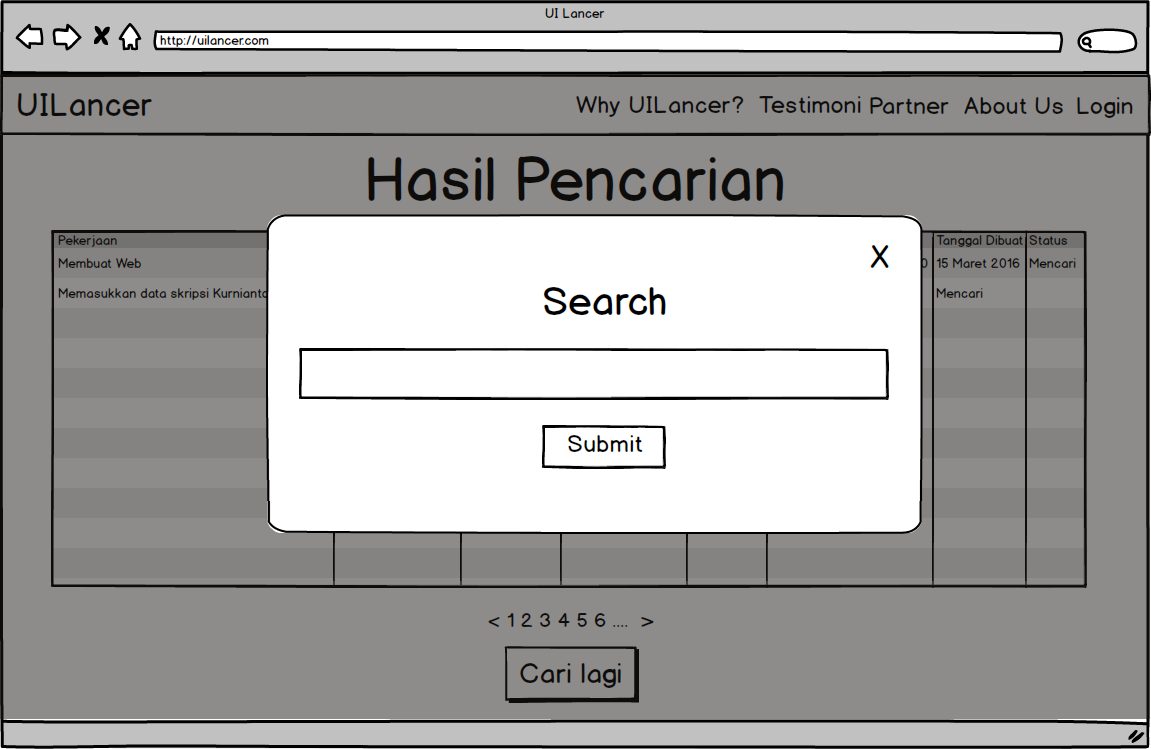 UI Lancer
http://uilancer.com
UILancer Why UILancer? Testimoni Partner About Us Login
Hasil Pencarian
Pekerjaan Tanggal Dibuat Status
Membuat Web 0 15 Maret 2016 Mencari
Memasukkan data skripsi Kurnianto Mencari
X
Search
Submit
< 1 2 3 4 5 6 .... >
Cari lagi